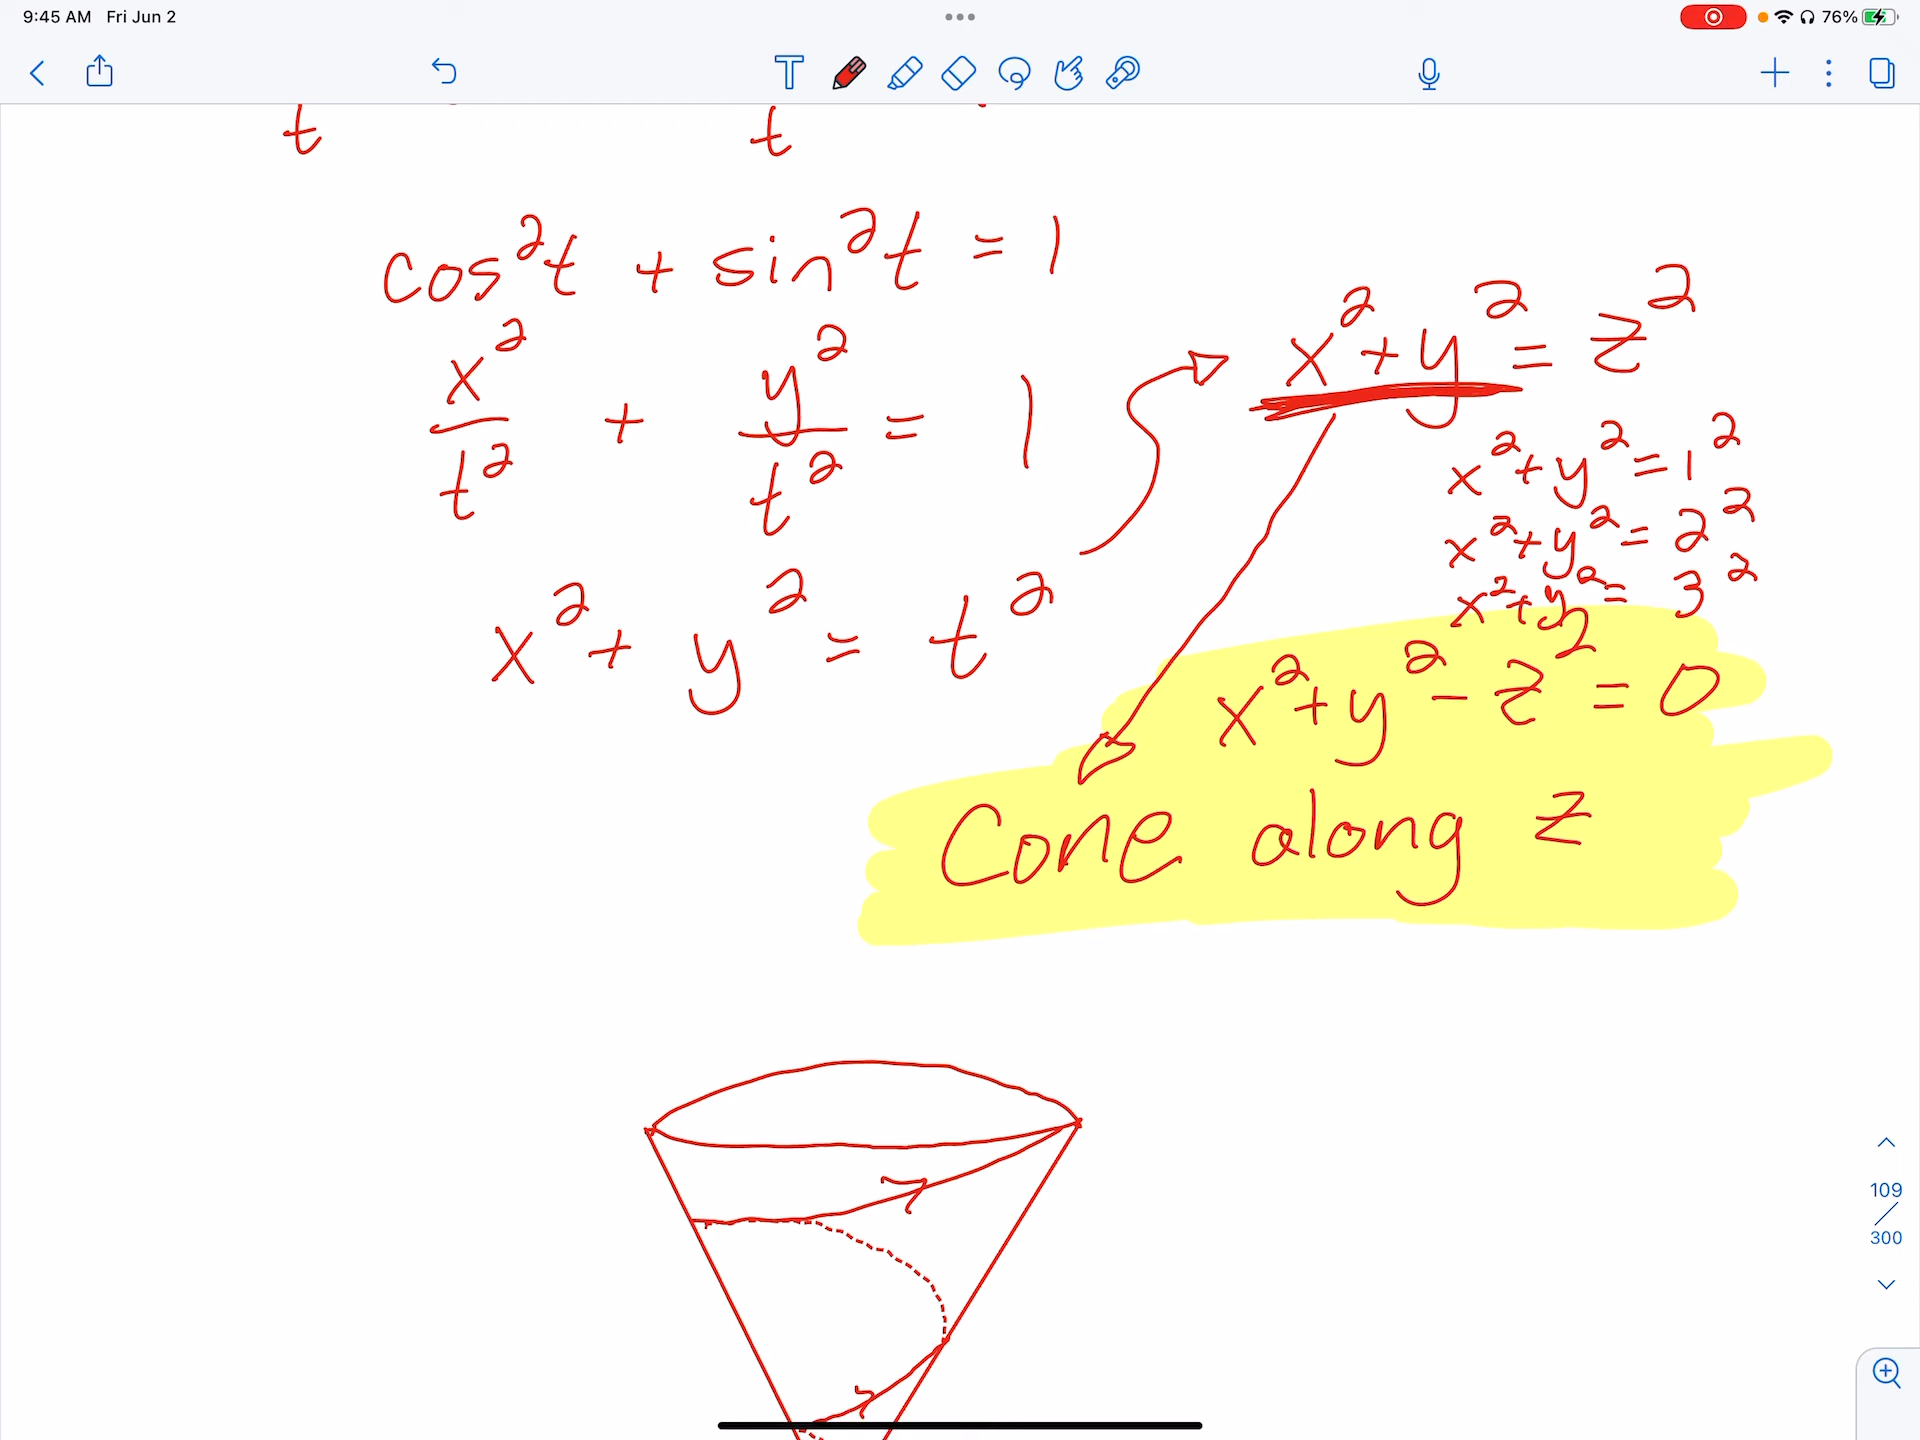 9:45 AM Fri Jun 2
76%
T
t t
cos²t + sin²t = 1
x²/t² + y²/t² = 1
x² + y² = t²
x² + y² = z²
x² + y² = 1²
x² + y² = 2²
x² + y² = 3²
x² + y² - z² = 0
Cone along z
109
/
300